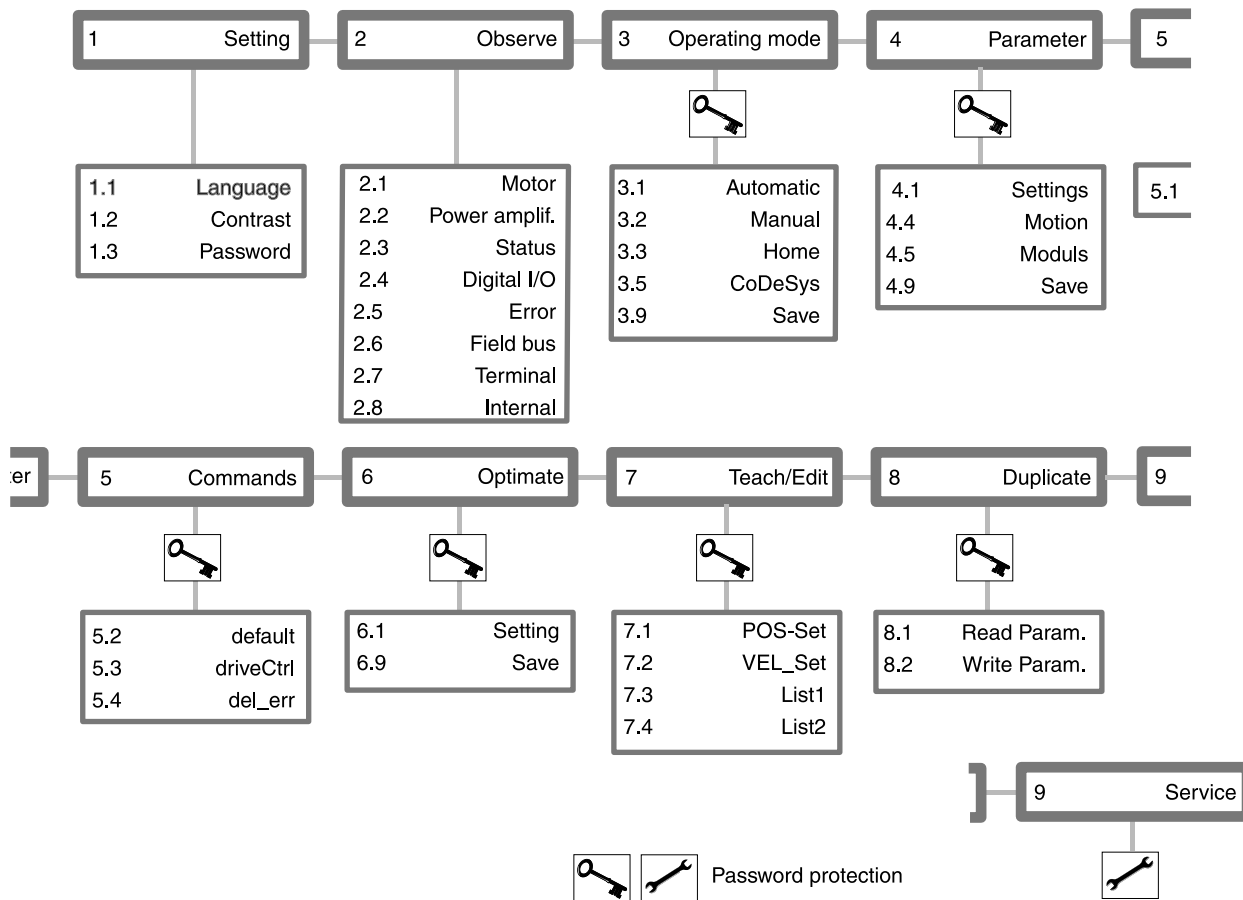 1 Setting
2 Observe
3 Operating mode
4 Parameter
5
1.1 Language
1.2 Contrast
1.3 Password
2.1 Motor
2.2 Power amplif.
2.3 Status
2.4 Digital I/O
2.5 Error
2.6 Field bus
2.7 Terminal
2.8 Internal
3.1 Automatic
3.2 Manual
3.3 Home
3.5 CoDeSys
3.9 Save
4.1 Settings
4.4 Motion
4.5 Moduls
4.9 Save
5.1
ter
5 Commands
6 Optimate
7 Teach/Edit
8 Duplicate
9
5.2 default
5.3 driveCtrl
5.4 del_err
6.1 Setting
6.9 Save
7.1 POS-Set
7.2 VEL_Set
7.3 List1
7.4 List2
8.1 Read Param.
8.2 Write Param.
9 Service
Password protection